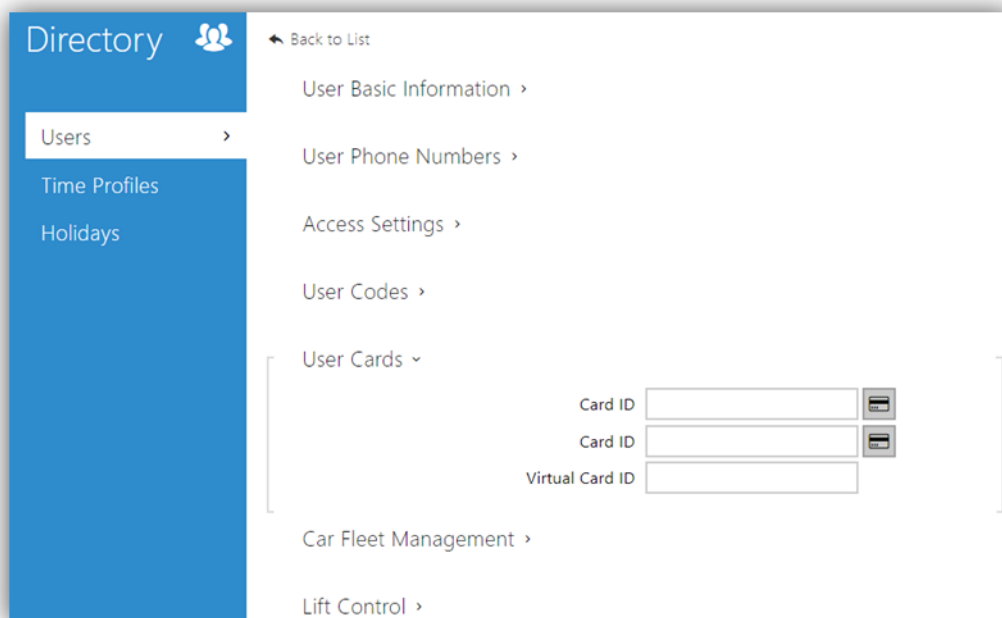 Directory
Users
Time Profiles
Holidays
Back to List
User Basic Information
User Phone Numbers
Access Settings
User Codes
User Cards
Card ID
Card ID
Virtual Card ID
Car Fleet Management
Lift Control